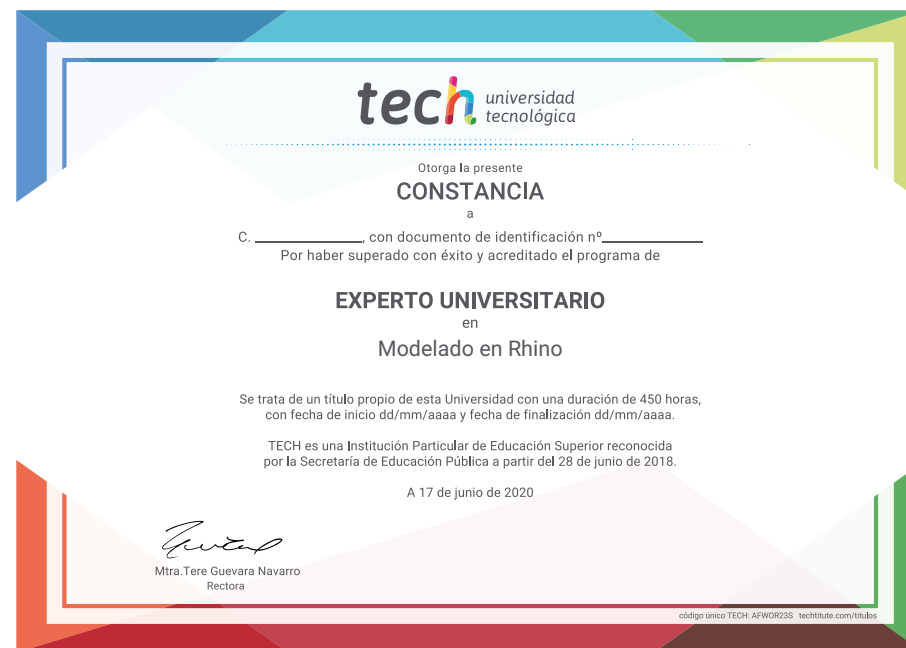 tech universidad
tecnológica
Otorga la presente
CONSTANCIA
a
C. , con documento de identificación nº
Por haber superado con éxito y acreditado el programa de
EXPERTO UNIVERSITARIO
en
Modelado en Rhino
Se trata de un título propio de esta Universidad con una duración de 450 horas,
con fecha de inicio dd/mm/aaaa y fecha de finalización dd/mm/aaaa.
TECH es una Institución Particular de Educación Superior reconocida
por la Secretaría de Educación Pública a partir del 28 de junio de 2018.
A 17 de junio de 2020
Mtra.Tere Guevara Navarro
Rectora
código único TECH: AFWOR23S techtitute.com/titulos